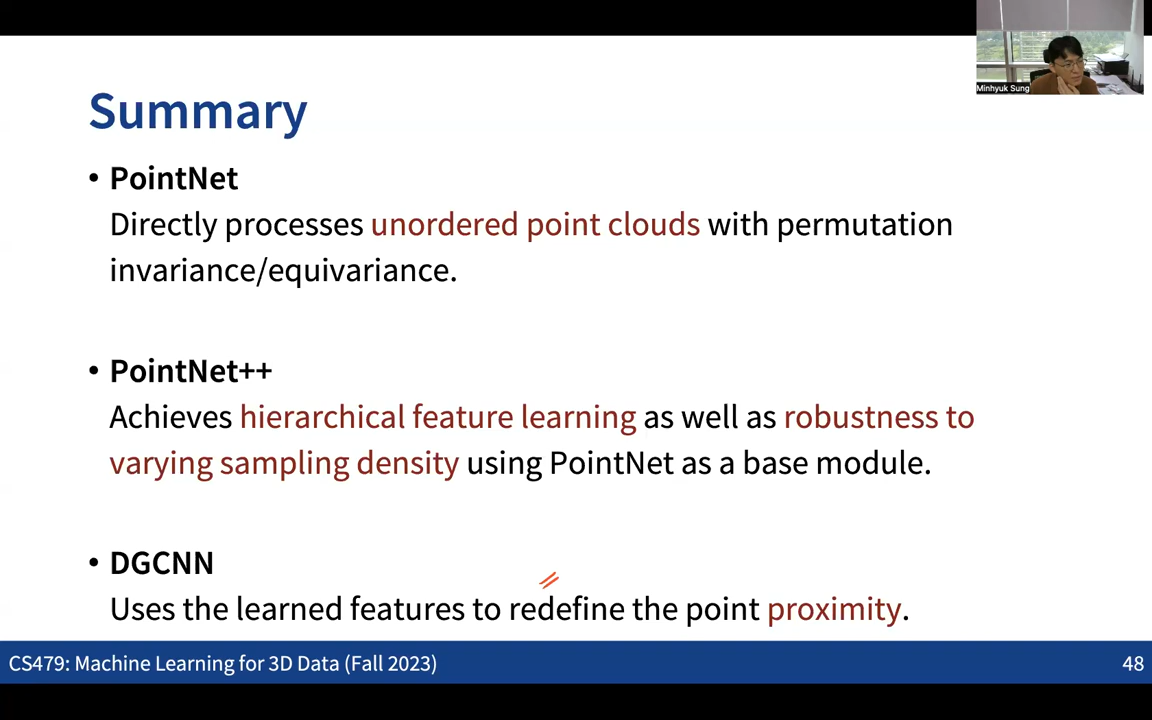 Minhyuk Sung
Summary
• PointNet
Directly processes unordered point clouds with permutation
invariance/equivariance.
• PointNet++
Achieves hierarchical feature learning as well as robustness to
varying sampling density using PointNet as a base module.
• DGCNN
Uses the learned features to redefine the point proximity.
CS479: Machine Learning for 3D Data (Fall 2023)
48